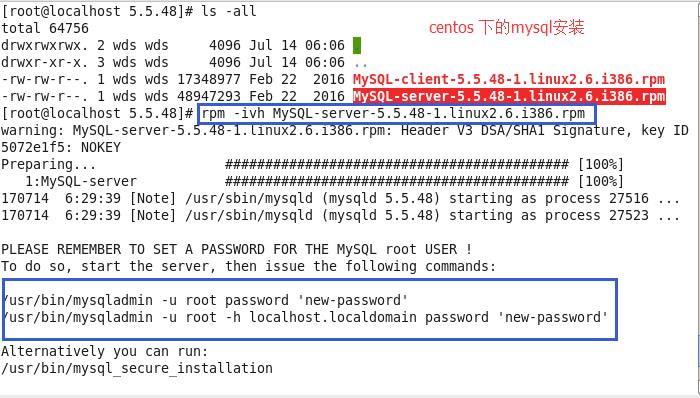 [root@localhost 5.5.48]# ls -all
total 64756
centos 下的mysql安装
drwxrwxrwx. 2 wds wds     4096 Jul 14 06:06 .
drwxr-xr-x. 3 wds wds     4096 Jul 14 06:06 ..
-rw-rw-r--. 1 wds wds 17348977 Feb 22  2016 MySQL-client-5.5.48-1.linux2.6.i386.rpm
-rw-rw-r--. 1 wds wds 48947293 Feb 22  2016 MySQL-server-5.5.48-1.linux2.6.i386.rpm
[root@localhost 5.5.48]# rpm -ivh MySQL-server-5.5.48-1.linux2.6.i386.rpm
warning: MySQL-server-5.5.48-1.linux2.6.i386.rpm: Header V3 DSA/SHA1 Signature, key ID
5072e1f5: NOKEY
Preparing...                ########################################### [100%]
   1:MySQL-server           ########################################### [100%]
170714  6:29:39 [Note] /usr/sbin/mysqld (mysqld 5.5.48) starting as process 27516 ...
170714  6:29:39 [Note] /usr/sbin/mysqld (mysqld 5.5.48) starting as process 27523 ...
PLEASE REMEMBER TO SET A PASSWORD FOR THE MySQL root USER !
To do so, start the server, then issue the following commands:
/usr/bin/mysqladmin -u root password 'new-password'
/usr/bin/mysqladmin -u root -h localhost.localdomain password 'new-password'
Alternatively you can run:
/usr/bin/mysql_secure_installation